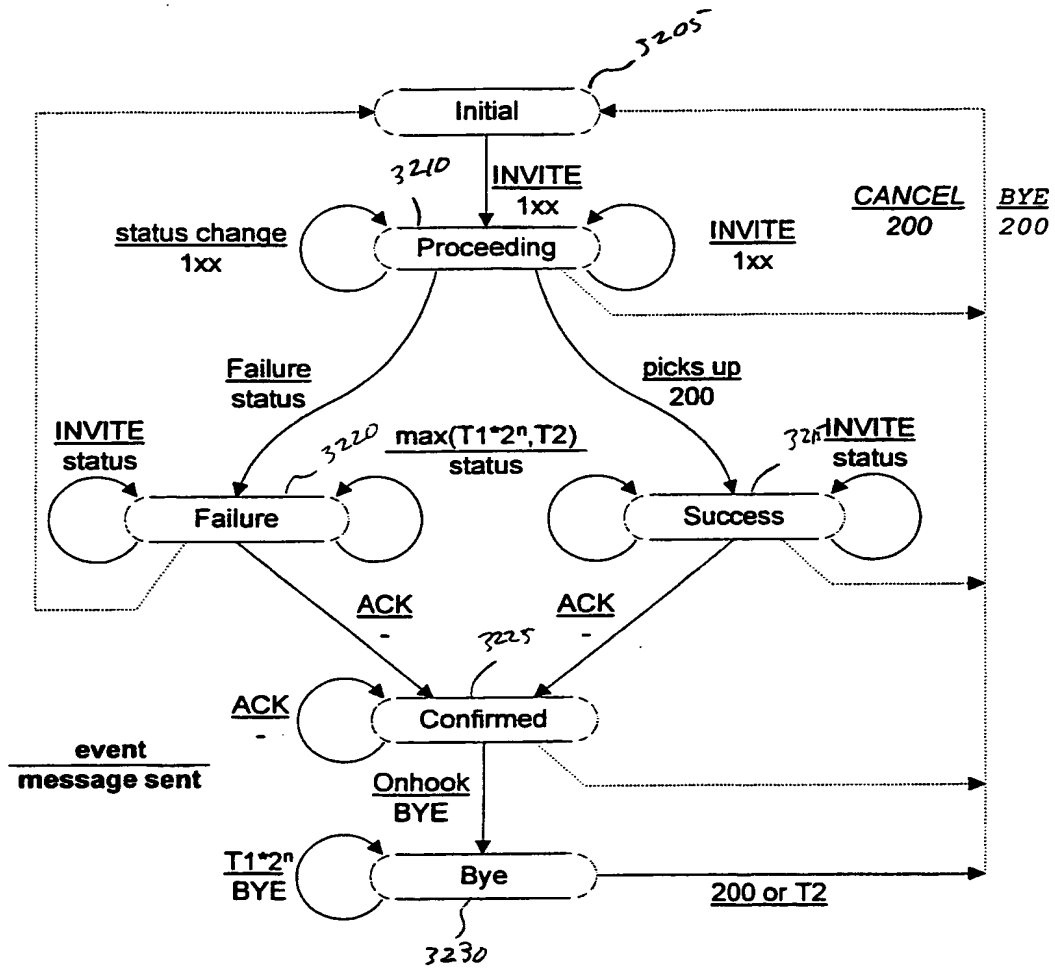 3205
Initial
3210
INVITE
1xx
CANCEL
200
BYE
200
status change
1xx
Proceeding
INVITE
1xx
Failure
status
picks up
200
INVITE
status
3220
max(T1*2ⁿ,T2)
status
INVITE
status
Failure
Success
ACK
-
ACK
-
3225
ACK
-
Confirmed
event
message sent
Onhook
BYE
T1*2ⁿ
BYE
Bye
200 or T2
3230